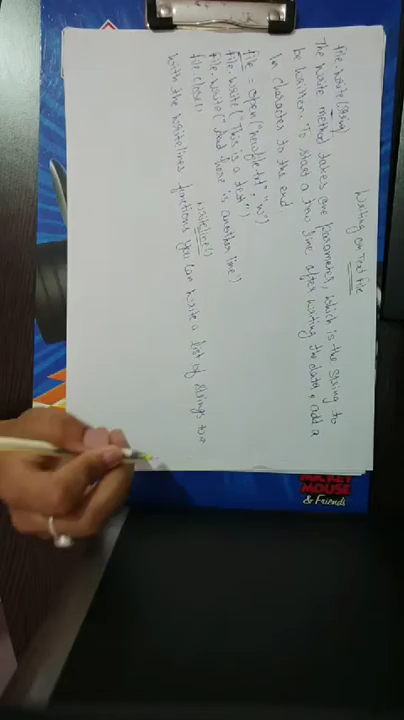 Writing on Text File
file.write(string)
The write method takes one parameter, which is the string to
be written. To start a new line after writing the data, add a
\n character to the end
file = open("newfile.txt", "w")
file.write("This is a test")
file.write("And here is another line")
file.close()
writelines()
with the writelines functions you can write a list of strings to a
MICKEY
MOUSE
& Friends